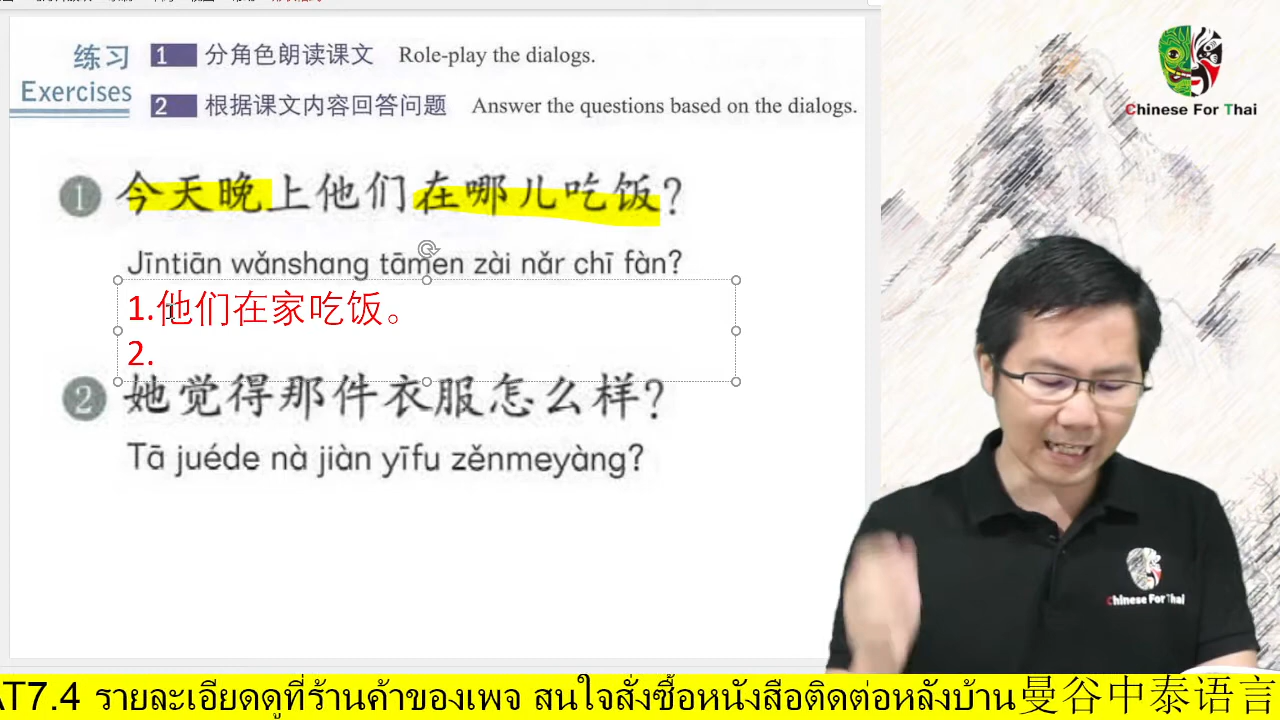 练习 1 分角色朗读课文 Role-play the dialogs.
Exercises 2 根据课文内容回答问题 Answer the questions based on the dialogs.
1 今天晚上他们在哪儿吃饭?
Jīntiān wǎnshang tāmen zài nǎr chī fàn?
1.他们在家吃饭。
2.
2 她觉得那件衣服怎么样?
Tā juéde nà jiàn yīfu zěnmeyàng?
Chinese For Thai
Chinese For Thai
AT7.4 รายละเอียดดูที่ร้านค้าของเพจ สนใจสั่งซื้อหนังสือติดต่อหลังบ้าน曼谷中泰语言